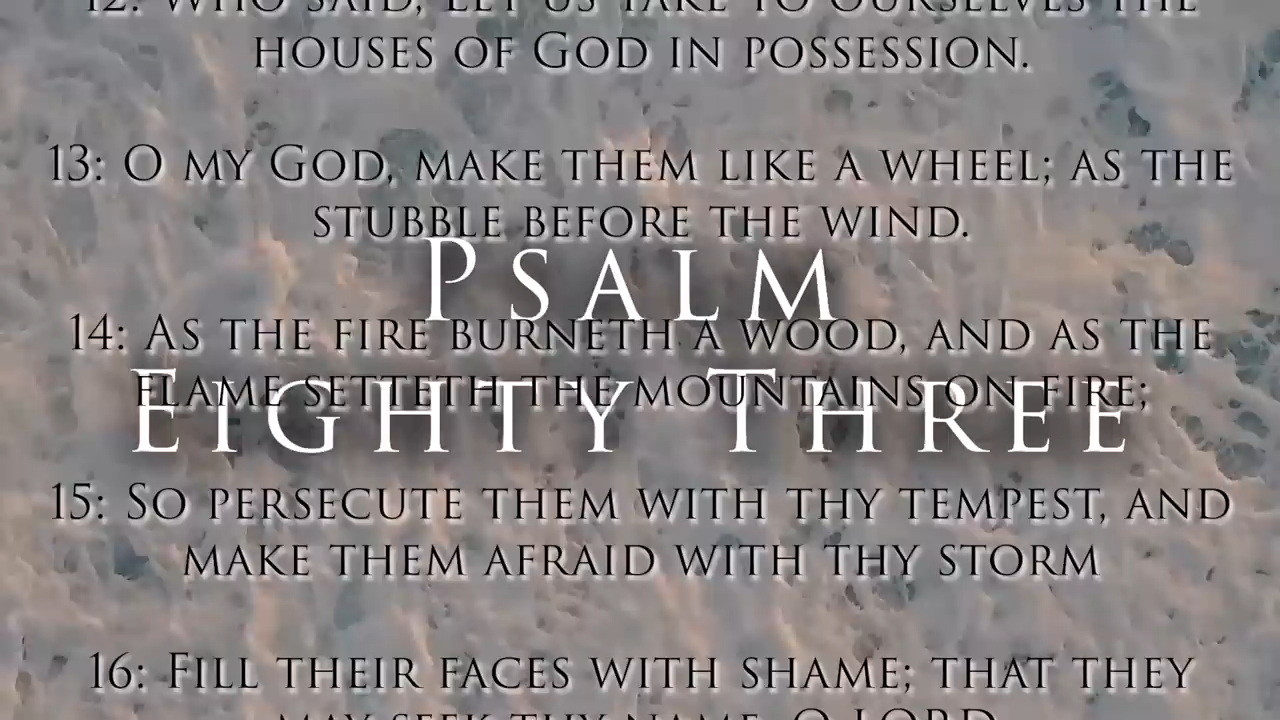 12: Who said, Let us take to ourselves the
houses of God in possession.
13: O my God, make them like a wheel; as the
stubble before the wind.
Psalm
14: As the fire burneth a wood, and as the
flame setteth the mountains on fire;
Eighty Three
15: So persecute them with thy tempest, and
make them afraid with thy storm
16: Fill their faces with shame; that they
may seek thy name, O LORD.